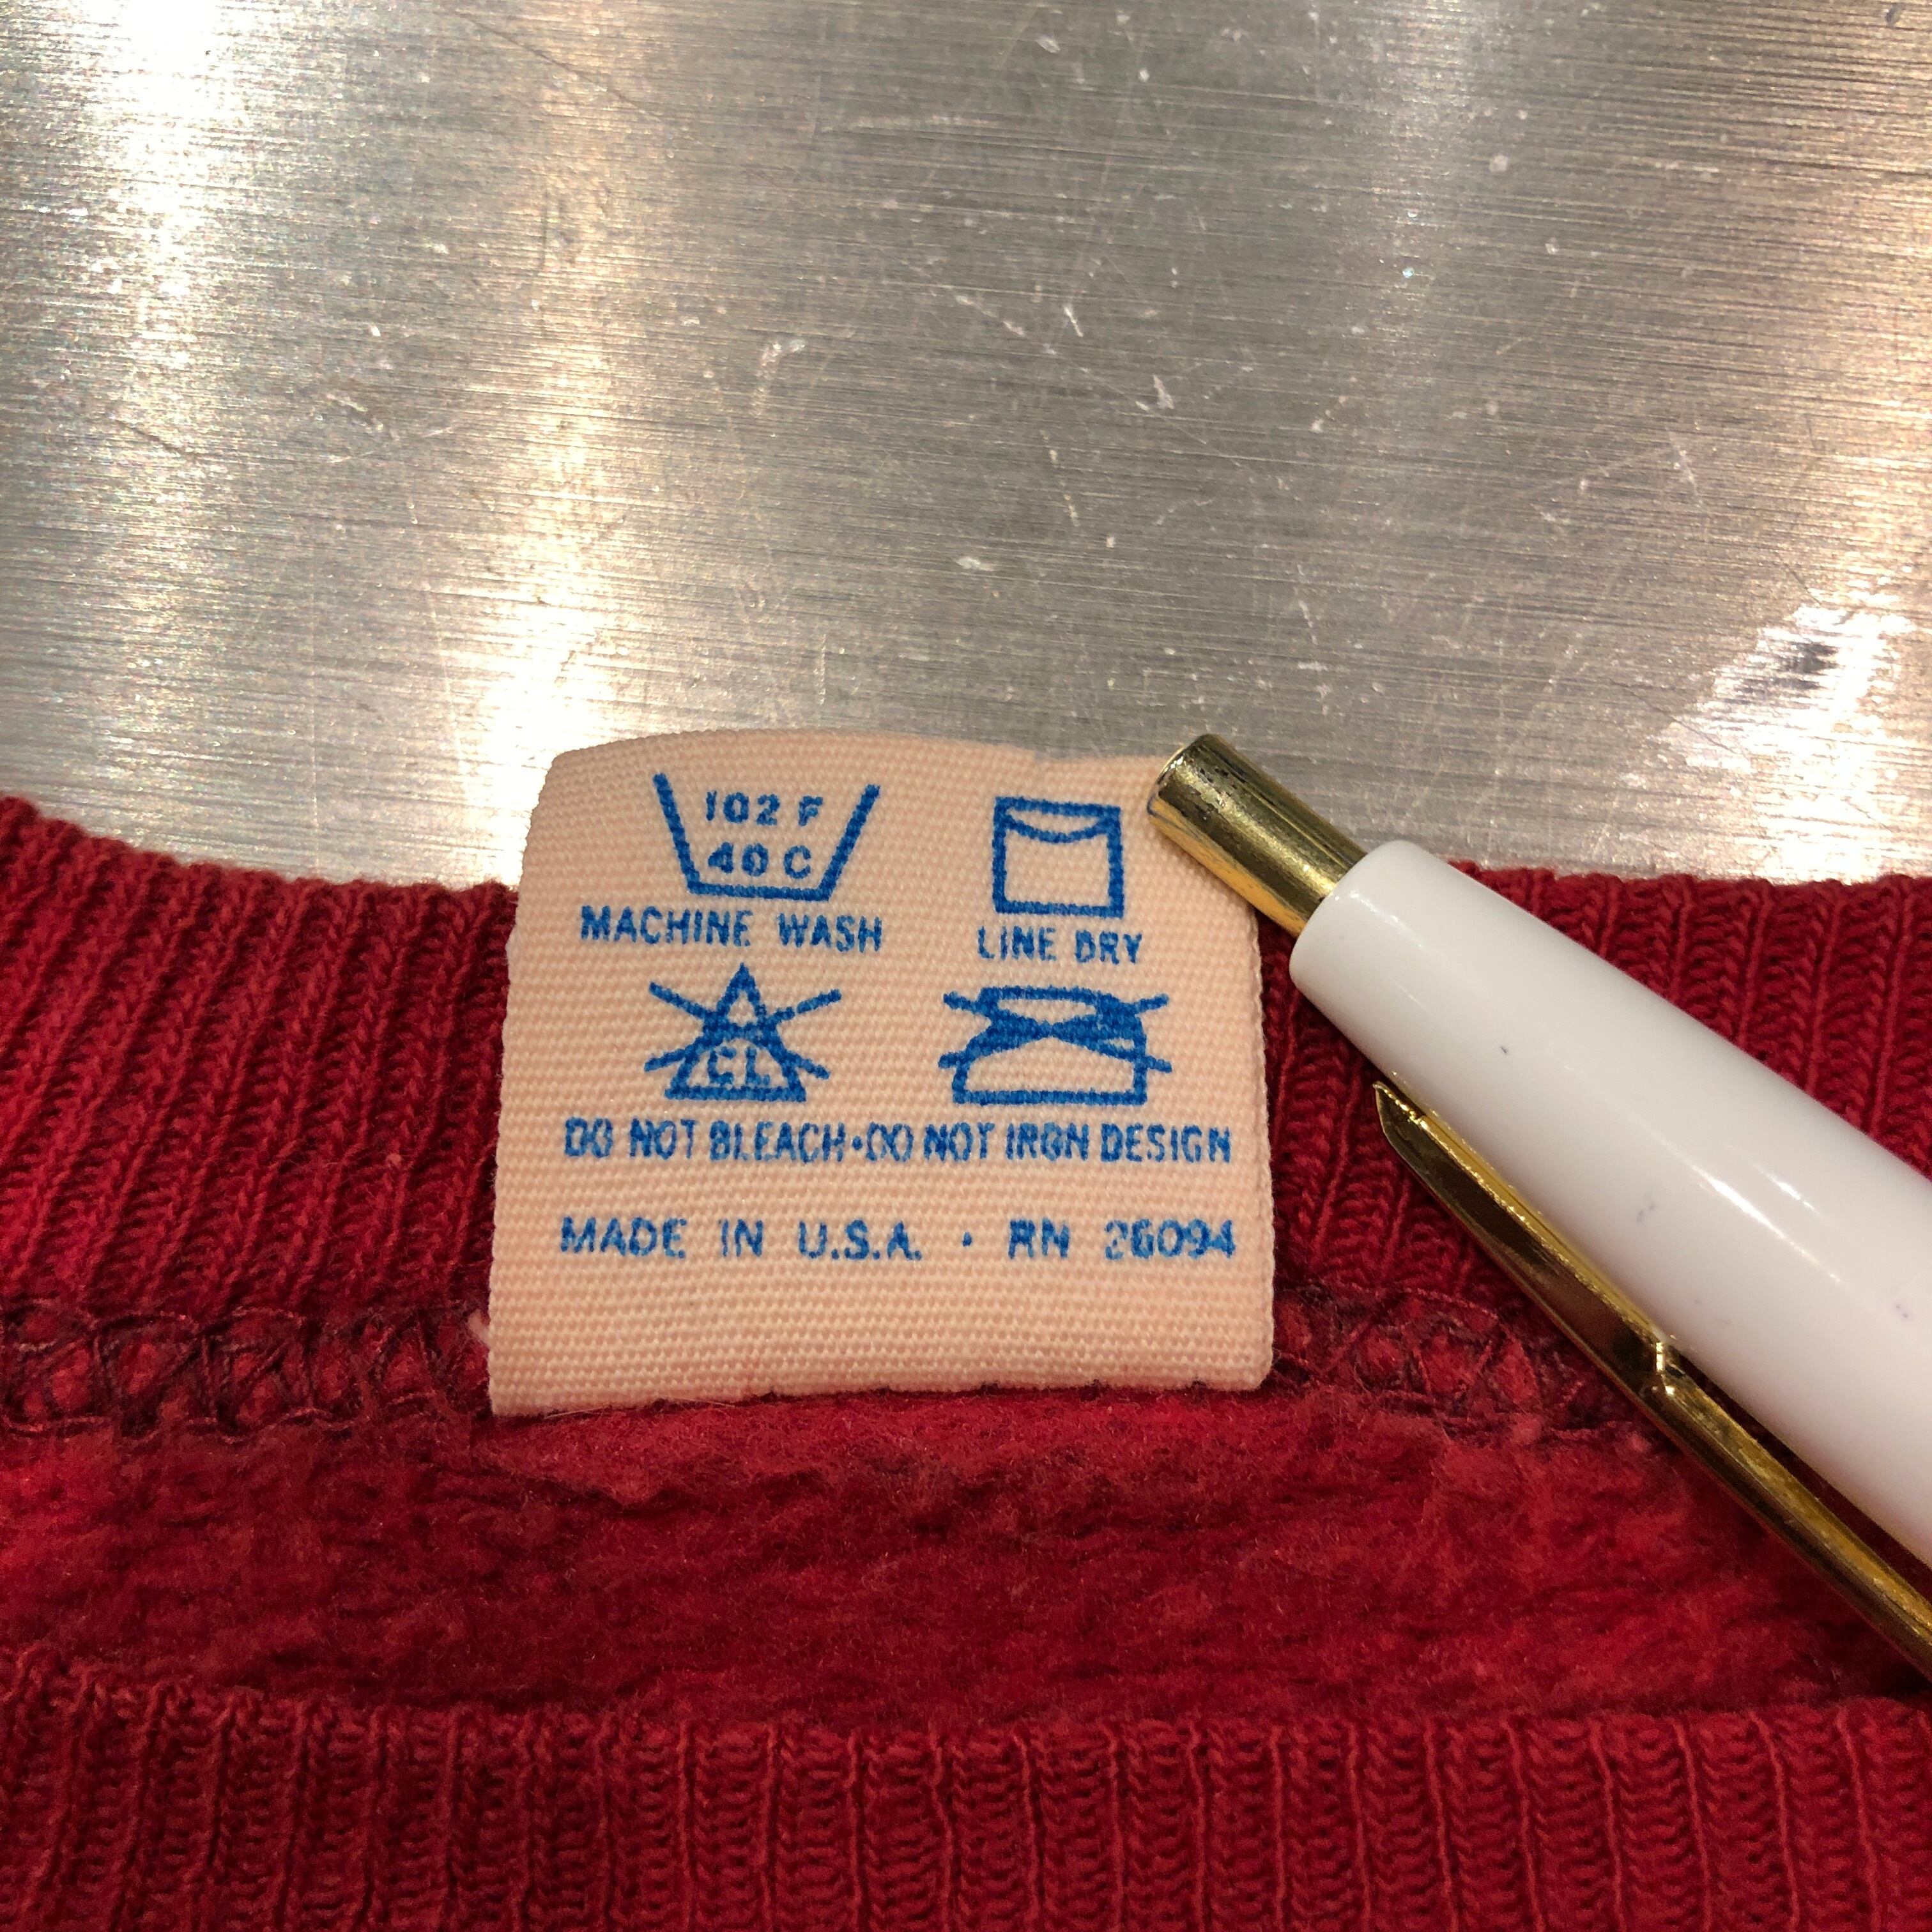 102 F
40 C
MACHINE WASH
LINE DRY
CL
DO NOT BLEACH • DO NOT IRON DESIGN
MADE IN U.S.A. • RN 26094